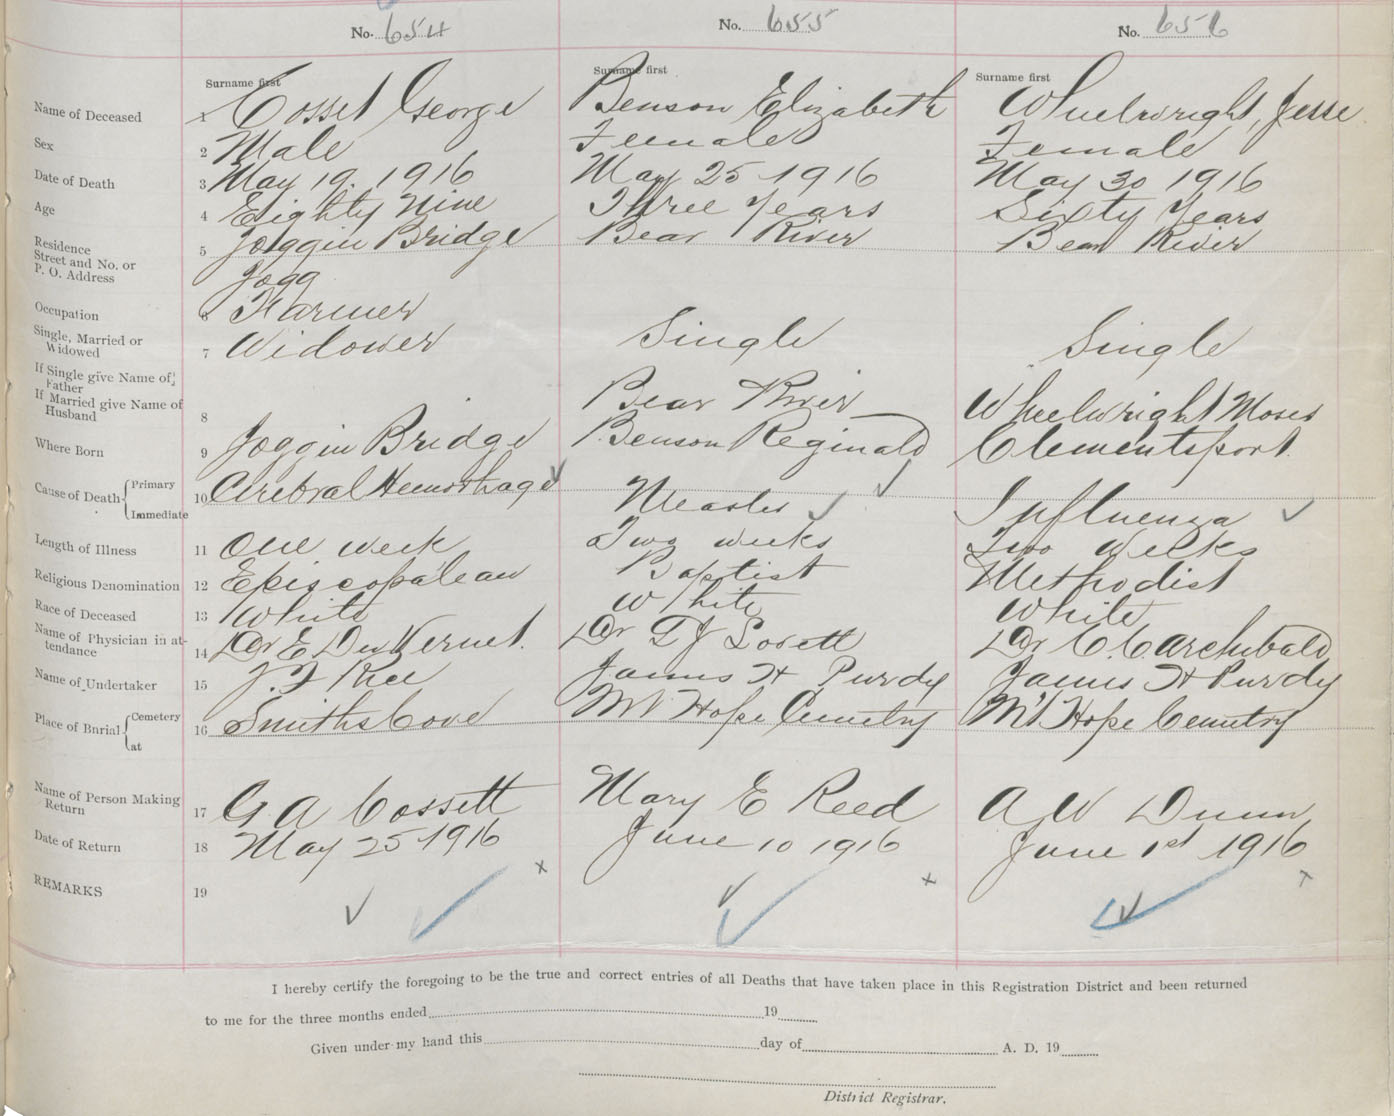 No. 654 No. 655 No. 656
Surname first Surname first Surname first
Name of Deceased 1 Cosset George Benson Elizabeth Whuelwright, Jesse
Sex 2 Male Female Female
Date of Death 3 May 19. 1916 May 25 1916 May 30 1916
Age 4 Eighty Nine Three Years Sixty Years
Residence 5 Joggin Bridge Bear River Bear River
Street and No. or
P. O. Address Jogg
Occupation 6 Farmer
Single, Married or
Widowed 7 Widower Single Single
If Single give Name of
Father
If Married give Name of Bear River Wheelwright Moses
Husband 8
Where Born 9 Joggin Bridge Benson Reginald Clementsport.
Cause of Death { Primary 10 Cerebral Hemorhage
Immediate Measles Influenza
Length of Illness 11 One week Two weeks Two weeks
Religious Denomination 12 Episcopalean Baptist Methodist
Race of Deceased 13 White White White
Name of Physician in at-
tendance 14 Dr E DuVernet. Dr L J Lovett Dr C. C. Archibald
Name of Undertaker 15 J. F Rice James H Purdy James H Purdy
Place of Burial { Cemetery 16 Smiths Cove Mt Hope Cemetry Mt Hope Cemetry
at
Name of Person Making
Return 17 G A Cossett Mary E Reed A W Dunn
Date of Return 18 May 25 1916 June 10 1916 June 1st 1916
REMARKS 19
I hereby certify the foregoing to be the true and correct entries of all Deaths that have taken place in this Registration District and been returned
to me for the three months ended 19
Given under my hand this day of A. D. 19
District Registrar.